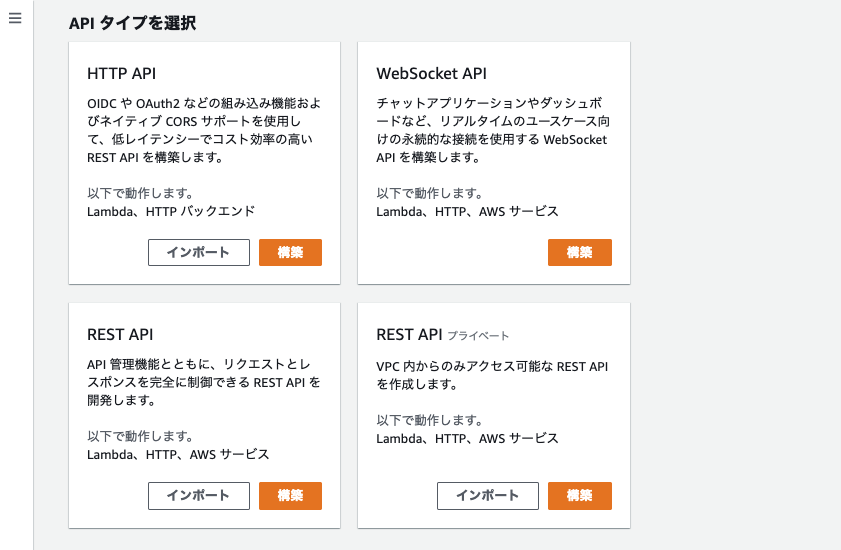 API タイプを選択
HTTP API
OIDC や OAuth2 などの組み込み機能およ
びネイティブ CORS サポートを使用し
て、低レイテンシーでコスト効率の高い
REST API を構築します。
以下で動作します。
Lambda、HTTP バックエンド
インポート
構築
WebSocket API
チャットアプリケーションやダッシュボ
ードなど、リアルタイムのユースケース向
けの永続的な接続を使用する WebSocket
API を構築します。
以下で動作します。
Lambda、HTTP、AWS サービス
構築
REST API
API 管理機能とともに、リクエストとレ
スポンスを完全に制御できる REST API を
開発します。
以下で動作します。
Lambda、HTTP、AWS サービス
インポート
構築
REST API プライベート
VPC 内からのみアクセス可能な REST API
を作成します。
以下で動作します。
Lambda、HTTP、AWS サービス
インポート
構築